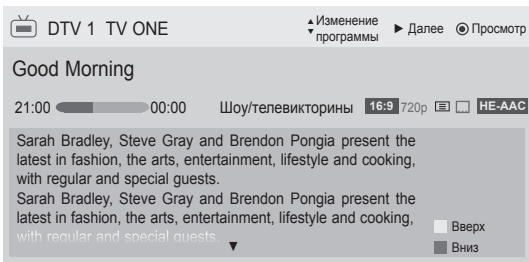 DTV 1 TV ONE
Изменение программы
Далее
Просмотр
Good Morning
21:00 00:00 Шоу/телевикторины 16:9 720p HE-AAC
Sarah Bradley, Steve Gray and Brendon Pongia present the
latest in fashion, the arts, entertainment, lifestyle and cooking,
with regular and special guests.
Sarah Bradley, Steve Gray and Brendon Pongia present the
latest in fashion, the arts, entertainment, lifestyle and cooking,
with regular and special guests.
Вверх
Вниз